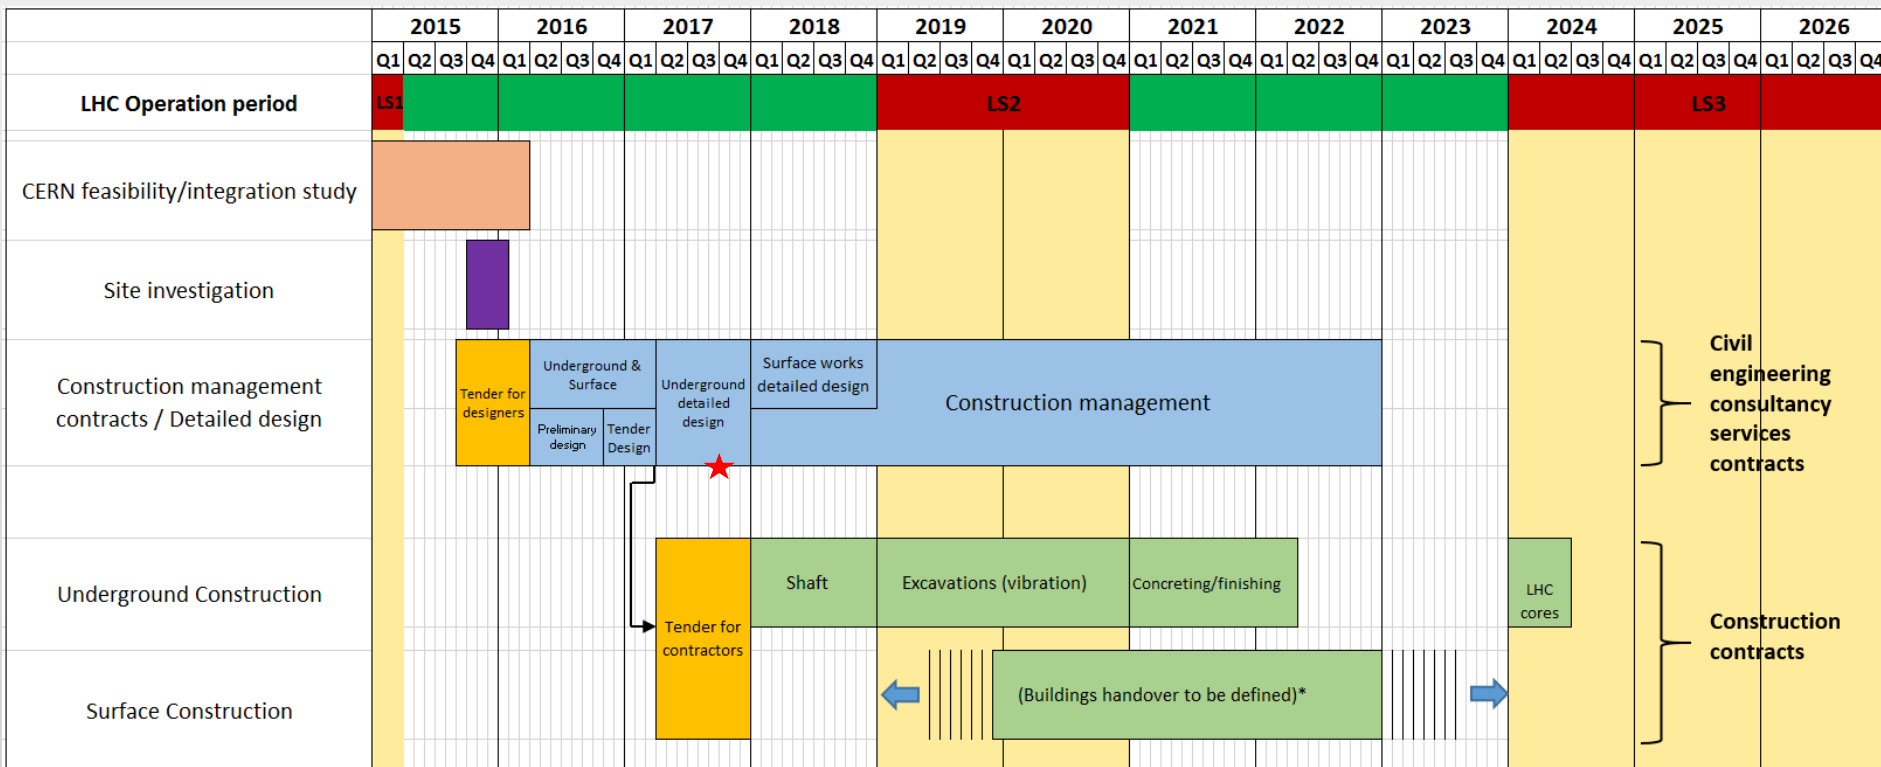 2015 2016 2017 2018 2019 2020 2021 2022 2023 2024 2025 2026
Q1 Q2 Q3 Q4 Q1 Q2 Q3 Q4 Q1 Q2 Q3 Q4 Q1 Q2 Q3 Q4 Q1 Q2 Q3 Q4 Q1 Q2 Q3 Q4 Q1 Q2 Q3 Q4 Q1 Q2 Q3 Q4 Q1 Q2 Q3 Q4 Q1 Q2 Q3 Q4 Q1 Q2 Q3 Q4 Q1 Q2 Q3 Q4
LHC Operation period
LS1
LS2
LS3
CERN feasibility/integration study
Site investigation
Construction management
contracts / Detailed design
Tender for
designers
Underground &
Surface
Preliminary
design
Tender
Design
Underground
detailed
design
Surface works
detailed design
Construction management
Civil
engineering
consultancy
services
contracts
Underground Construction
Tender for
contractors
Shaft
Excavations (vibration)
Concreting/finishing
LHC
cores
Construction
contracts
Surface Construction
(Buildings handover to be defined)*